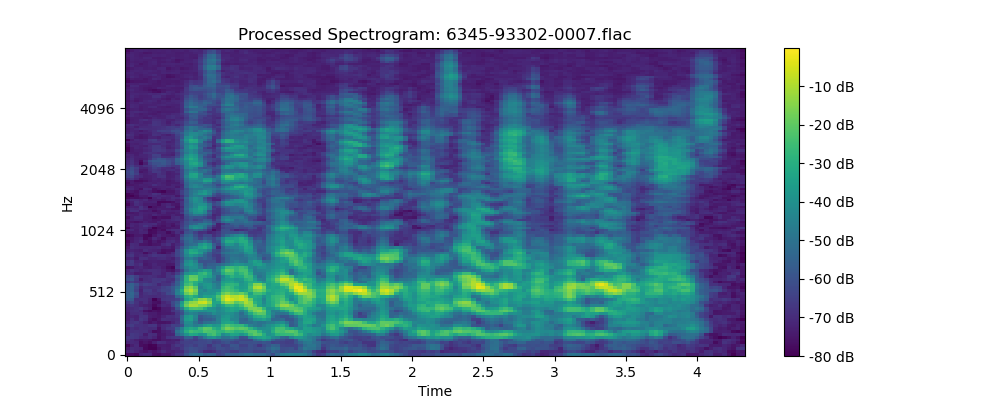 Processed Spectrogram: 6345-93302-0007.flac
Hz
4096
2048
1024
512
0
0 0.5 1 1.5 2 2.5 3 3.5 4
Time
-10 dB
-20 dB
-30 dB
-40 dB
-50 dB
-60 dB
-70 dB
-80 dB